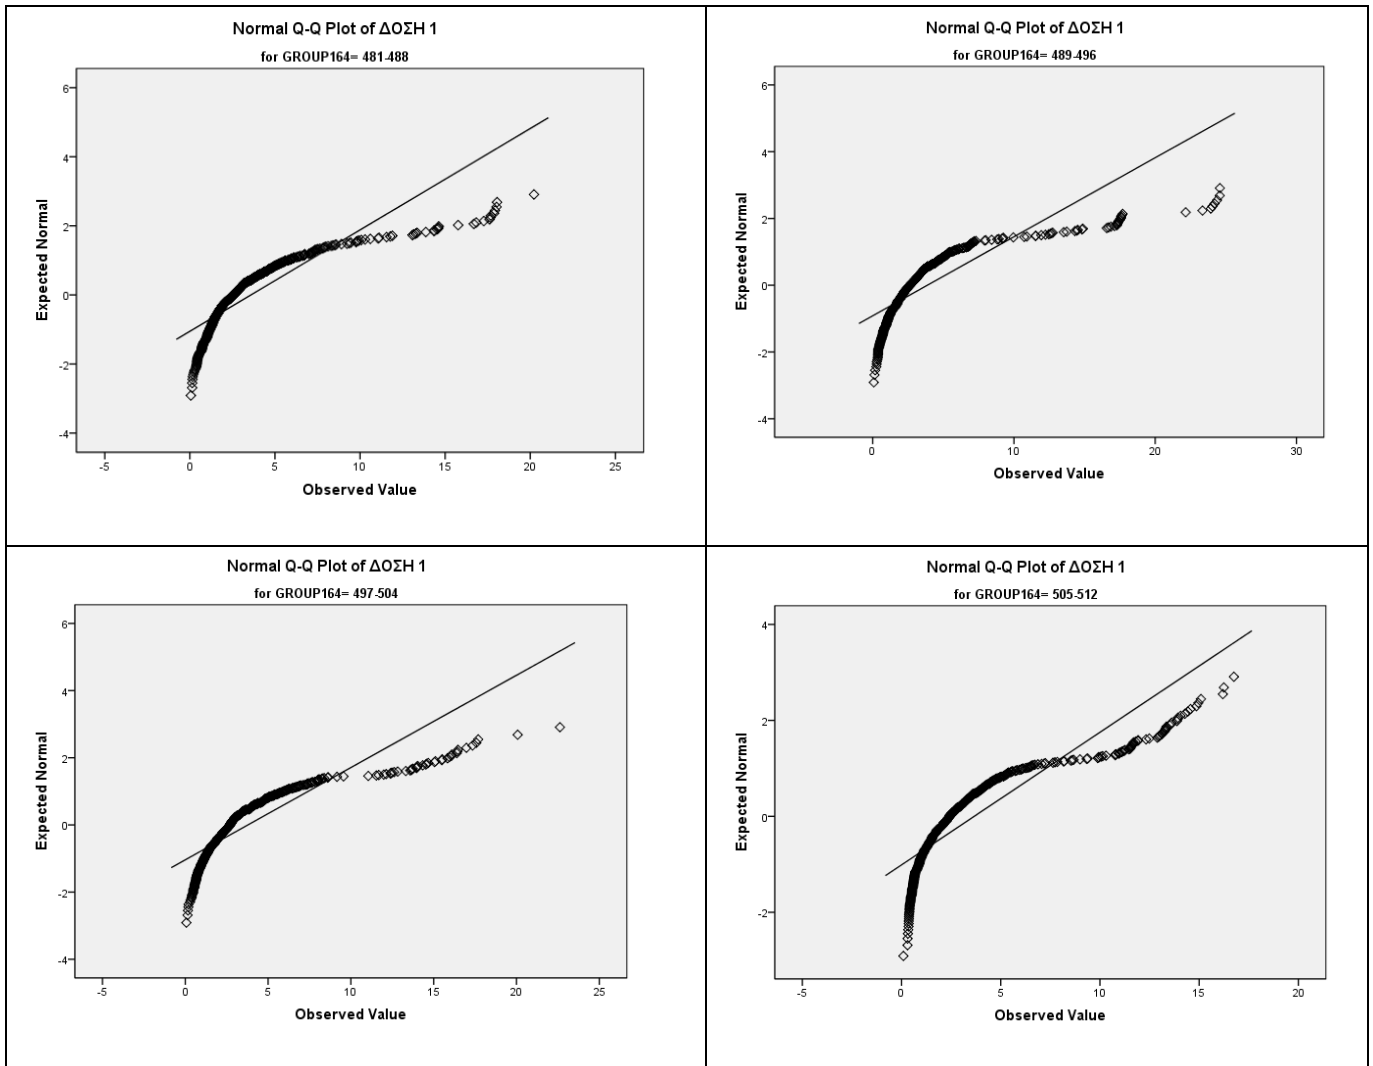 Normal Q-Q Plot of ΔΟΣΗ 1
for GROUP164= 481-488
6
4
2
0
-2
-4
Expected Normal
-5 0 5 10 15 20 25
Observed Value
Normal Q-Q Plot of ΔΟΣΗ 1
for GROUP164= 489-496
6
4
2
0
-2
-4
Expected Normal
0 10 20 30
Observed Value
Normal Q-Q Plot of ΔΟΣΗ 1
for GROUP164= 497-504
6
4
2
0
-2
-4
Expected Normal
-5 0 5 10 15 20 25
Observed Value
Normal Q-Q Plot of ΔΟΣΗ 1
for GROUP164= 505-512
4
2
0
-2
Expected Normal
-5 0 5 10 15 20
Observed Value